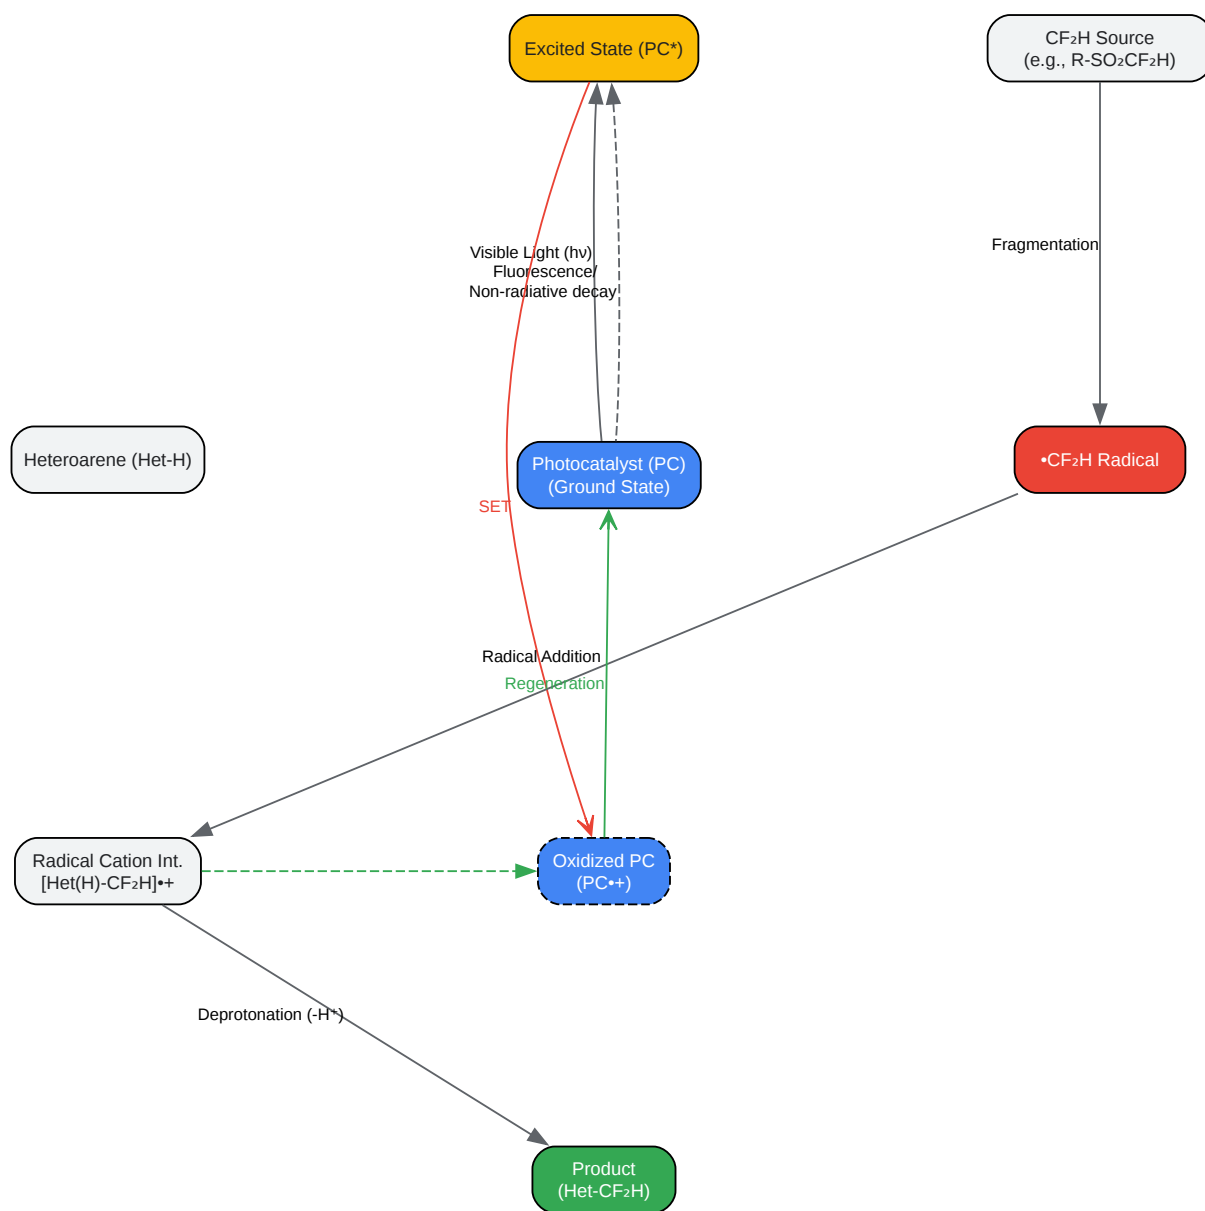 Excited State (PC*)
CF₂H Source
(e.g., R-SO₂CF₂H)
Visible Light (hν)
Fluorescence/
Non-radiative decay
Fragmentation
Heteroarene (Het-H)
Photocatalyst (PC)
(Ground State)
•CF₂H Radical
SET
Radical Addition
Regeneration
Radical Cation Int.
[Het(H)-CF₂H]•+
Oxidized PC
(PC•+)
Deprotonation (-H⁺)
Product
(Het-CF₂H)